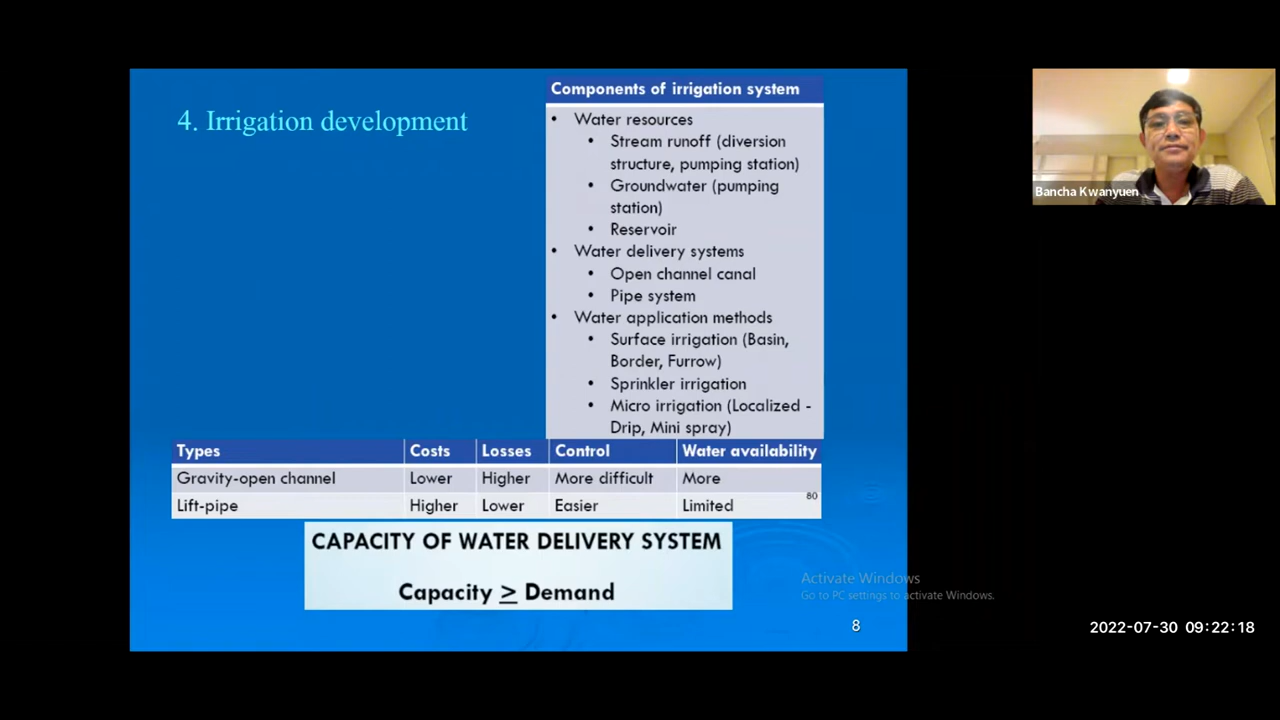 4. Irrigation development
Components of irrigation system
• Water resources
• Stream runoff (diversion
structure, pumping station)
• Groundwater (pumping
station)
• Reservoir
• Water delivery systems
• Open channel canal
• Pipe system
• Water application methods
• Surface irrigation (Basin,
Border, Furrow)
• Sprinkler irrigation
• Micro irrigation (Localized -
Drip, Mini spray)
Types Costs Losses Control Water availability
Gravity-open channel Lower Higher More difficult More
80
Lift-pipe Higher Lower Easier Limited
CAPACITY OF WATER DELIVERY SYSTEM
Capacity ≥ Demand
8
Bancha Kwanyuen
Activate Windows
Go to PC settings to activate Windows.
2022-07-30 09:22:18